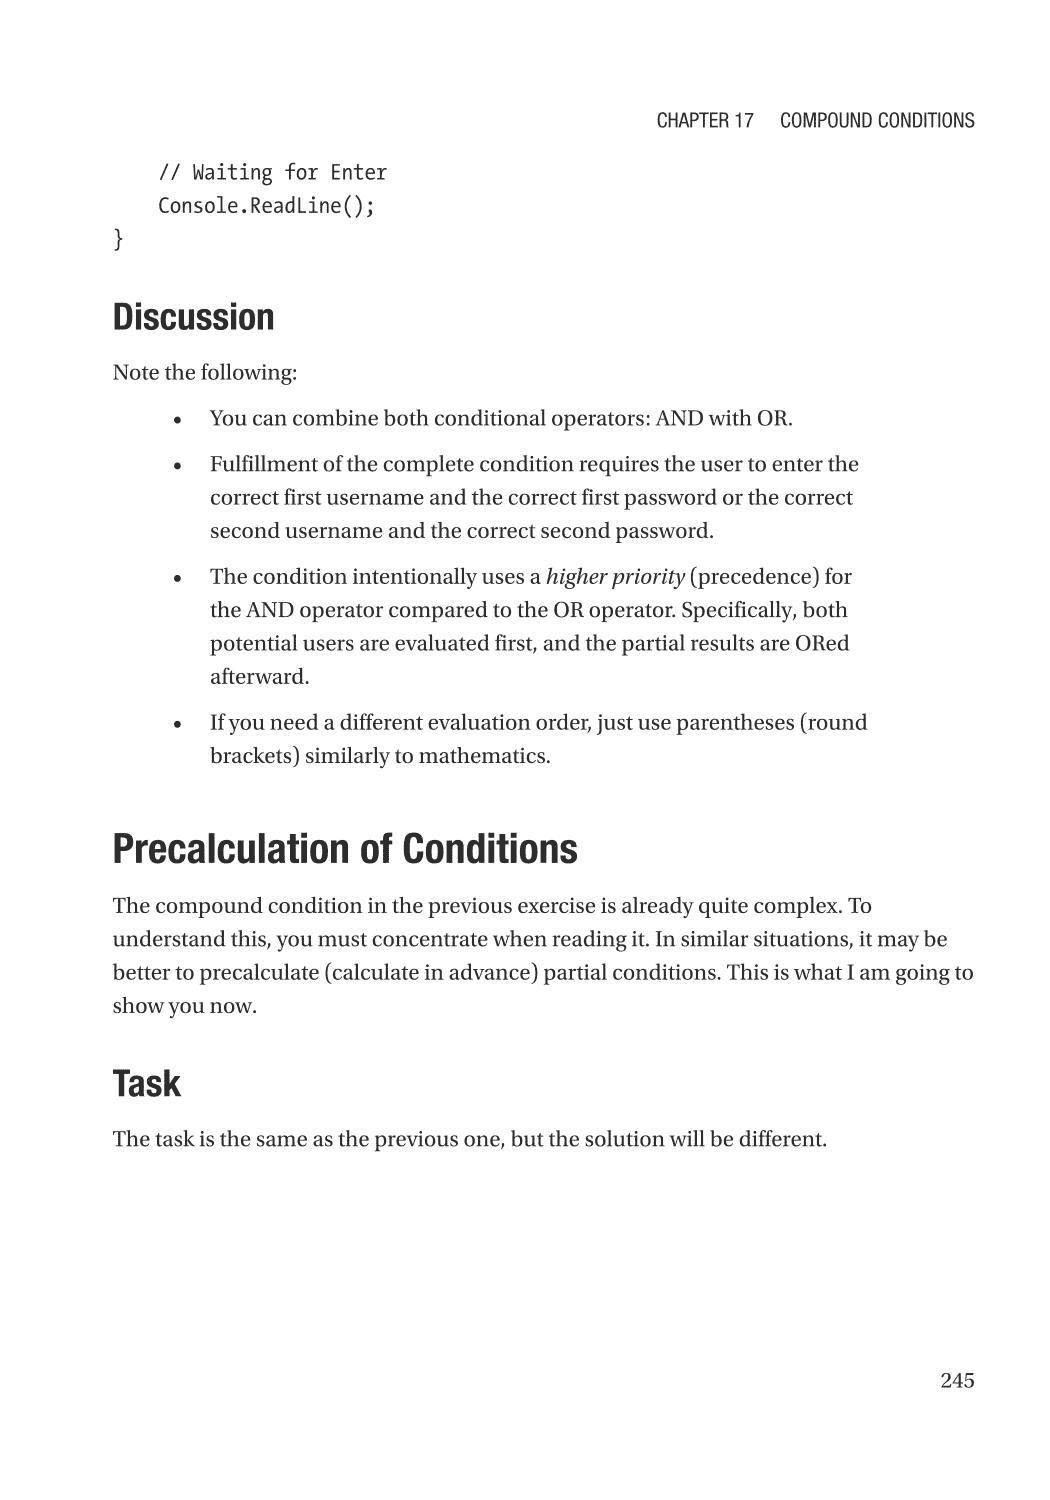 CHAPTER 17 COMPOUND CONDITIONS
// Waiting for Enter
Console.ReadLine();
}
Discussion
Note the following:
• You can combine both conditional operators: AND with OR.
• Fulfillment of the complete condition requires the user to enter the
correct first username and the correct first password or the correct
second username and the correct second password.
• The condition intentionally uses a higher priority (precedence) for
the AND operator compared to the OR operator. Specifically, both
potential users are evaluated first, and the partial results are ORed
afterward.
• If you need a different evaluation order, just use parentheses (round
brackets) similarly to mathematics.
Precalculation of Conditions
The compound condition in the previous exercise is already quite complex. To
understand this, you must concentrate when reading it. In similar situations, it may be
better to precalculate (calculate in advance) partial conditions. This is what I am going to
show you now.
Task
The task is the same as the previous one, but the solution will be different.
245